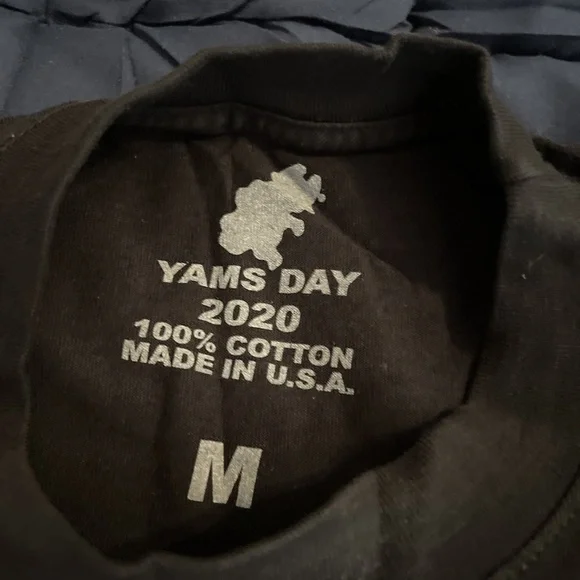 YAMS DAY
2020
100% COTTON
MADE IN U.S.A.
M